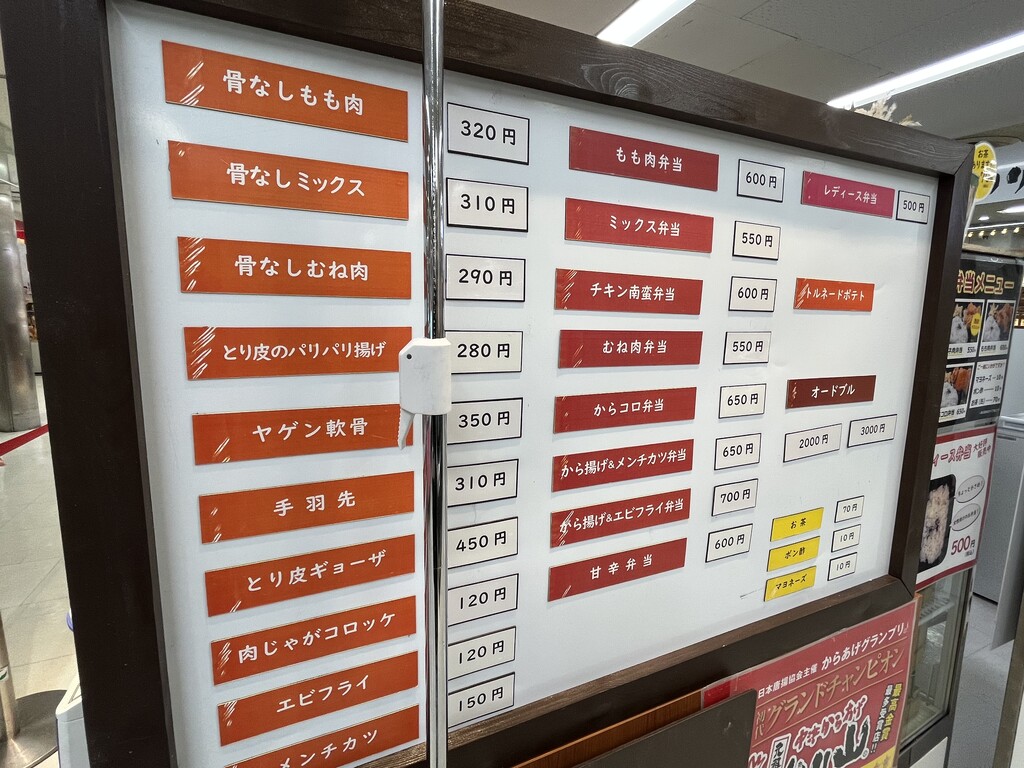 骨なしもも肉 320円
骨なしミックス 310円
骨なしむね肉 290円
とり皮のパリパリ揚げ 280円
ヤゲン軟骨 350円
手羽先 310円
とり皮ギョーザ 450円
肉じゃがコロッケ 120円
エビフライ 120円
メンチカツ 150円
もも肉弁当 600円
ミックス弁当 550円
チキン南蛮弁当 600円
むね肉弁当 550円
からコロ弁当 650円
から揚げ&メンチカツ弁当 650円
から揚げ&エビフライ弁当 700円
甘辛弁当 600円
レディース弁当 500円
トルネードポテト
オードブル
2000円 3000円
お茶 70円
ポン酢 10円
マヨネーズ 10円
日本唐揚協会主催 からあげグランプリ
グランドチャンピオン
最高金賞
最多受賞店!!
元祖
お茶
弁当メニュー
500円